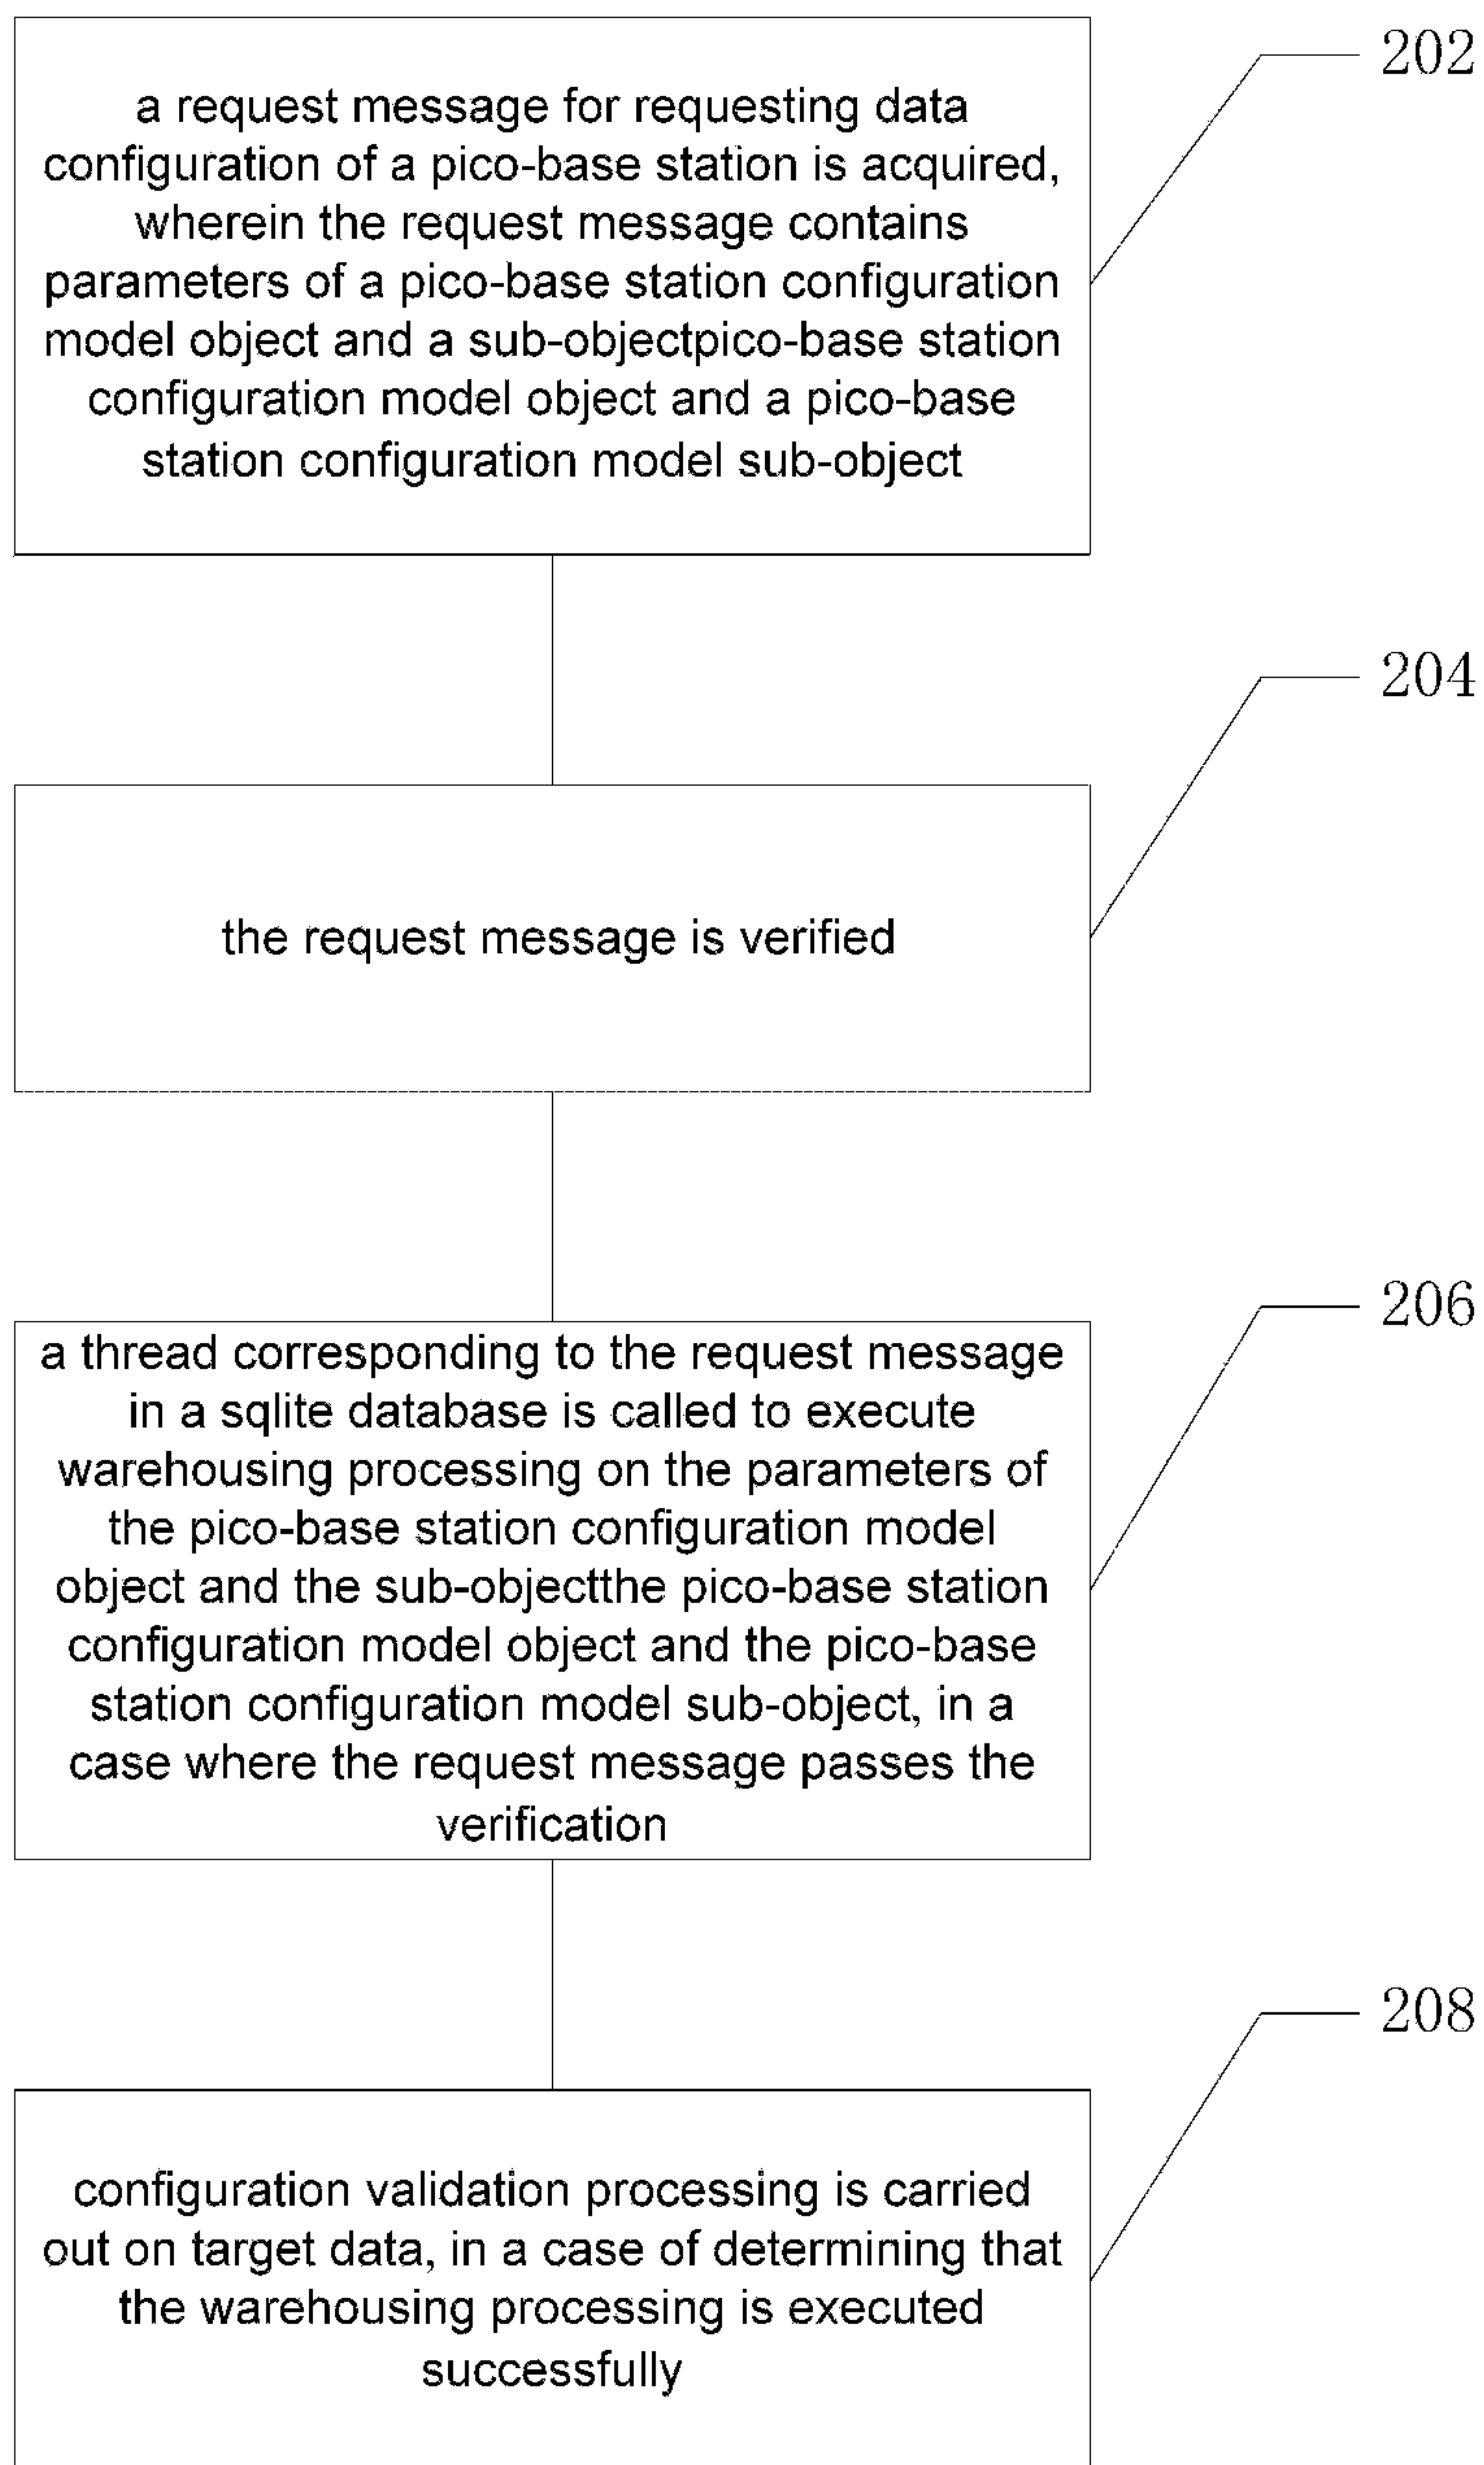 202
a request message for requesting data
configuration of a pico-base station is acquired,
wherein the request message contains
parameters of a pico-base station configuration
model object and a sub-objectpico-base station
configuration model object and a pico-base
station configuration model sub-object
204
the request message is verified
206
a thread corresponding to the request message
in a sqlite database is called to execute
warehousing processing on the parameters of
the pico-base station configuration model
object and the sub-objectthe pico-base station
configuration model object and the pico-base
station configuration model sub-object, in a
case where the request message passes the
verification
208
configuration validation processing is carried
out on target data, in a case of determining that
the warehousing processing is executed
successfully